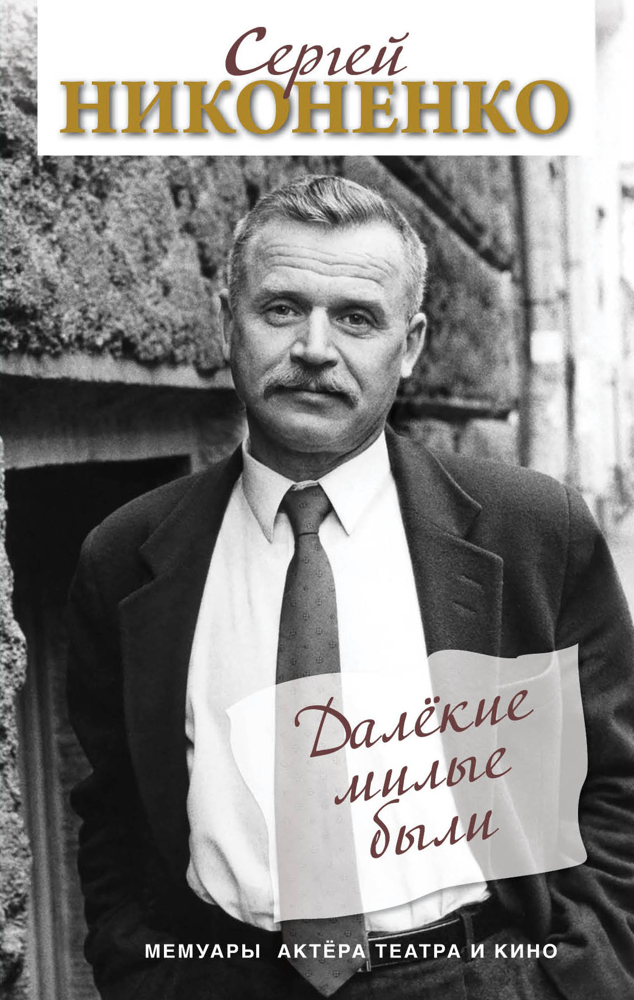 Сергей
НИКОНЕНКО
Далёкие
милые
были
МЕМУАРЫ АКТЁРА ТЕАТРА И КИНО